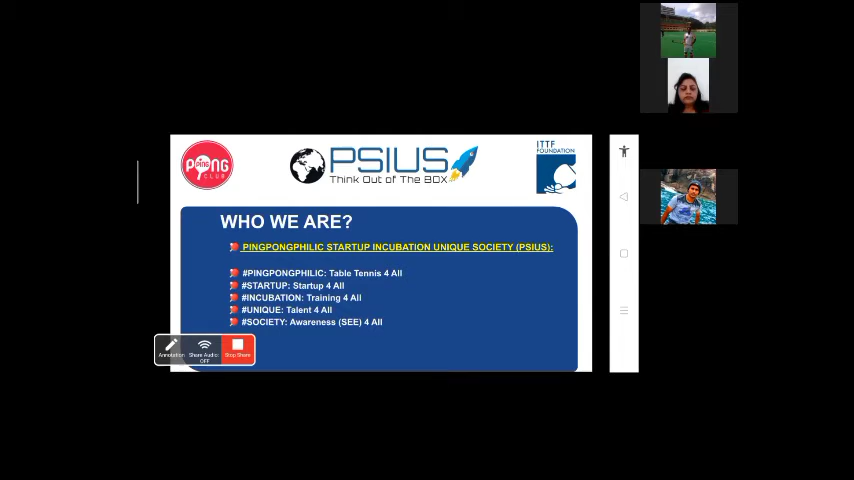 PING
PONG
CLUB
PSIUS
Think Out of The BOX
ITTF
FOUNDATION
WHO WE ARE?
PINGPONGPHILIC STARTUP INCUBATION UNIQUE SOCIETY (PSIUS):
#PINGPONGPHILIC: Table Tennis 4 All
#STARTUP: Startup 4 All
#INCUBATION: Training 4 All
#UNIQUE: Talent 4 All
#SOCIETY: Awareness (SEE) 4 All
Annotation
Share Audio: OFF
Stop Share